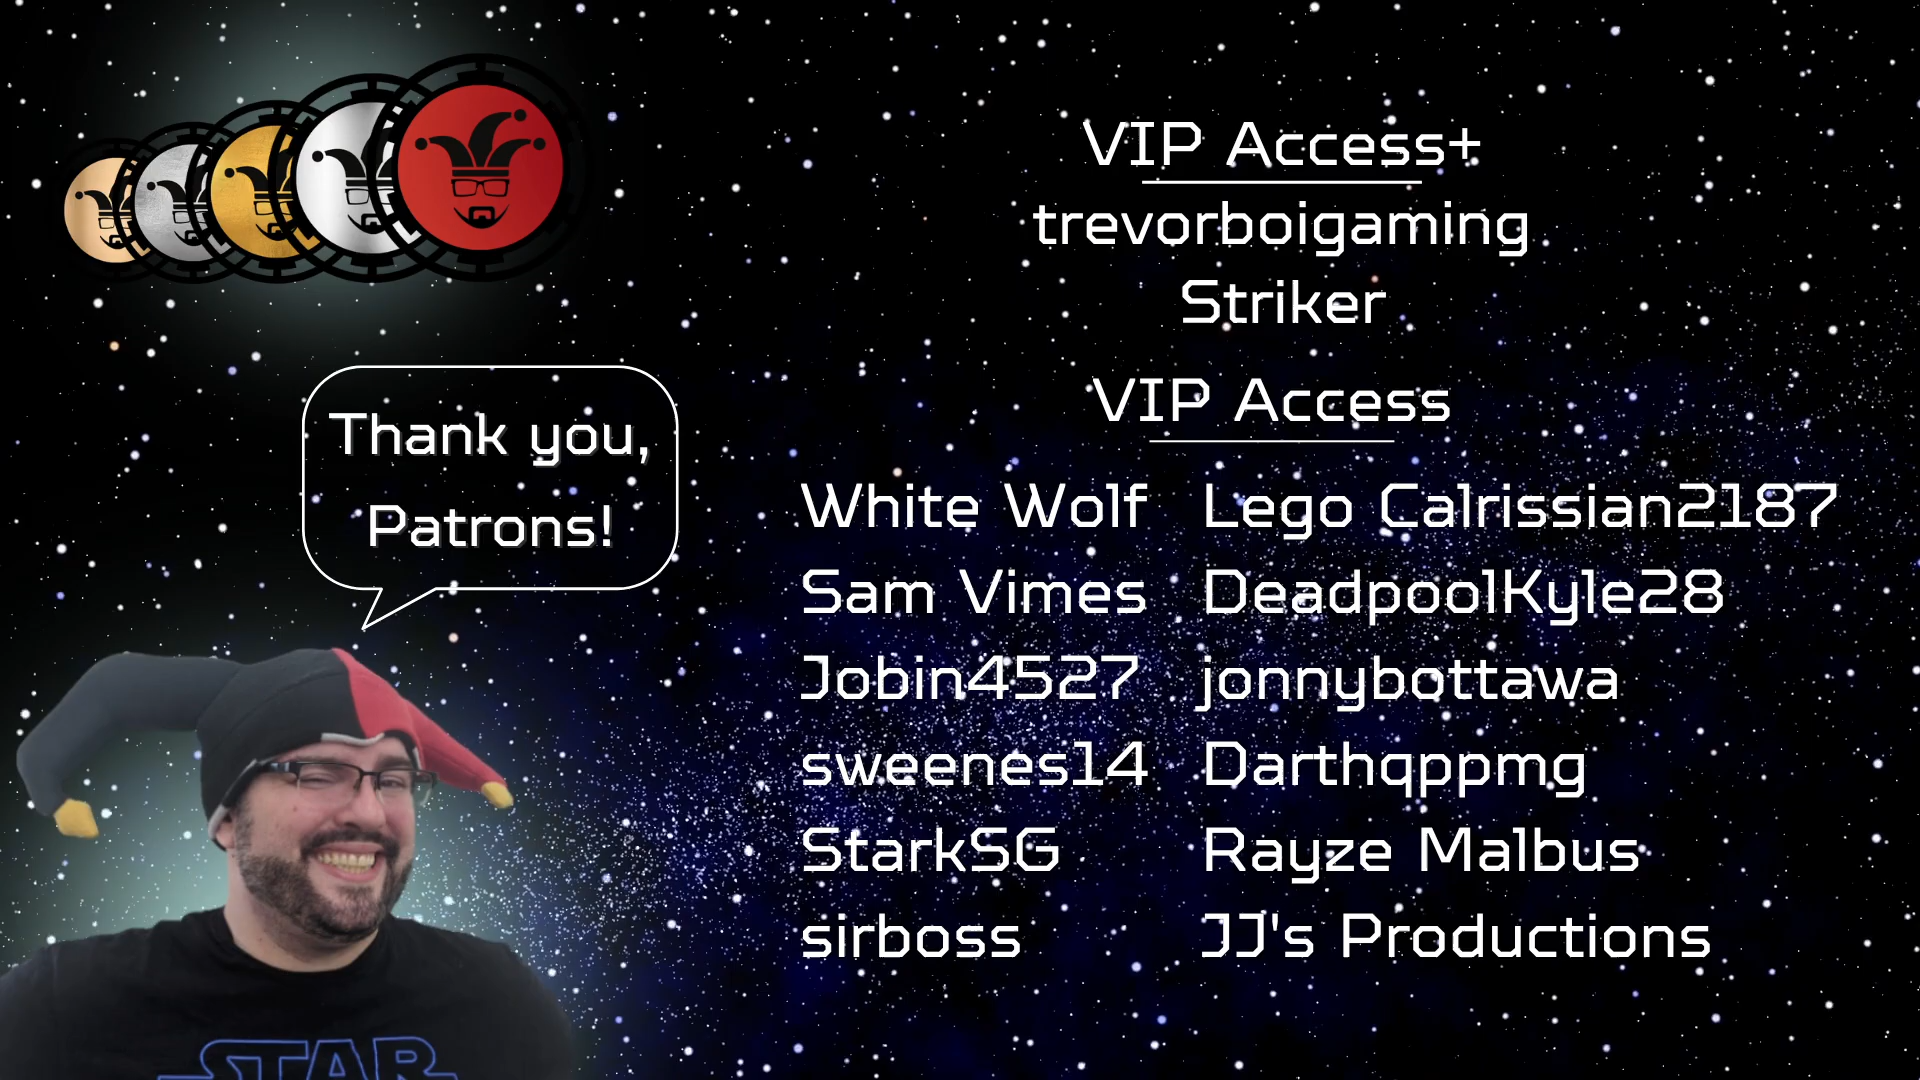 Thank you,
Patrons!
VIP Access+
trevorboigaming
Striker
VIP Access
White Wolf
Sam Vimes
Jobin4527
sweenes14
StarkSG
sirboss
Lego Calrissian2187
DeadpoolKyle28
jonnybottawa
Darthqppmg
Rayze Malbus
JJ's Productions
STAR